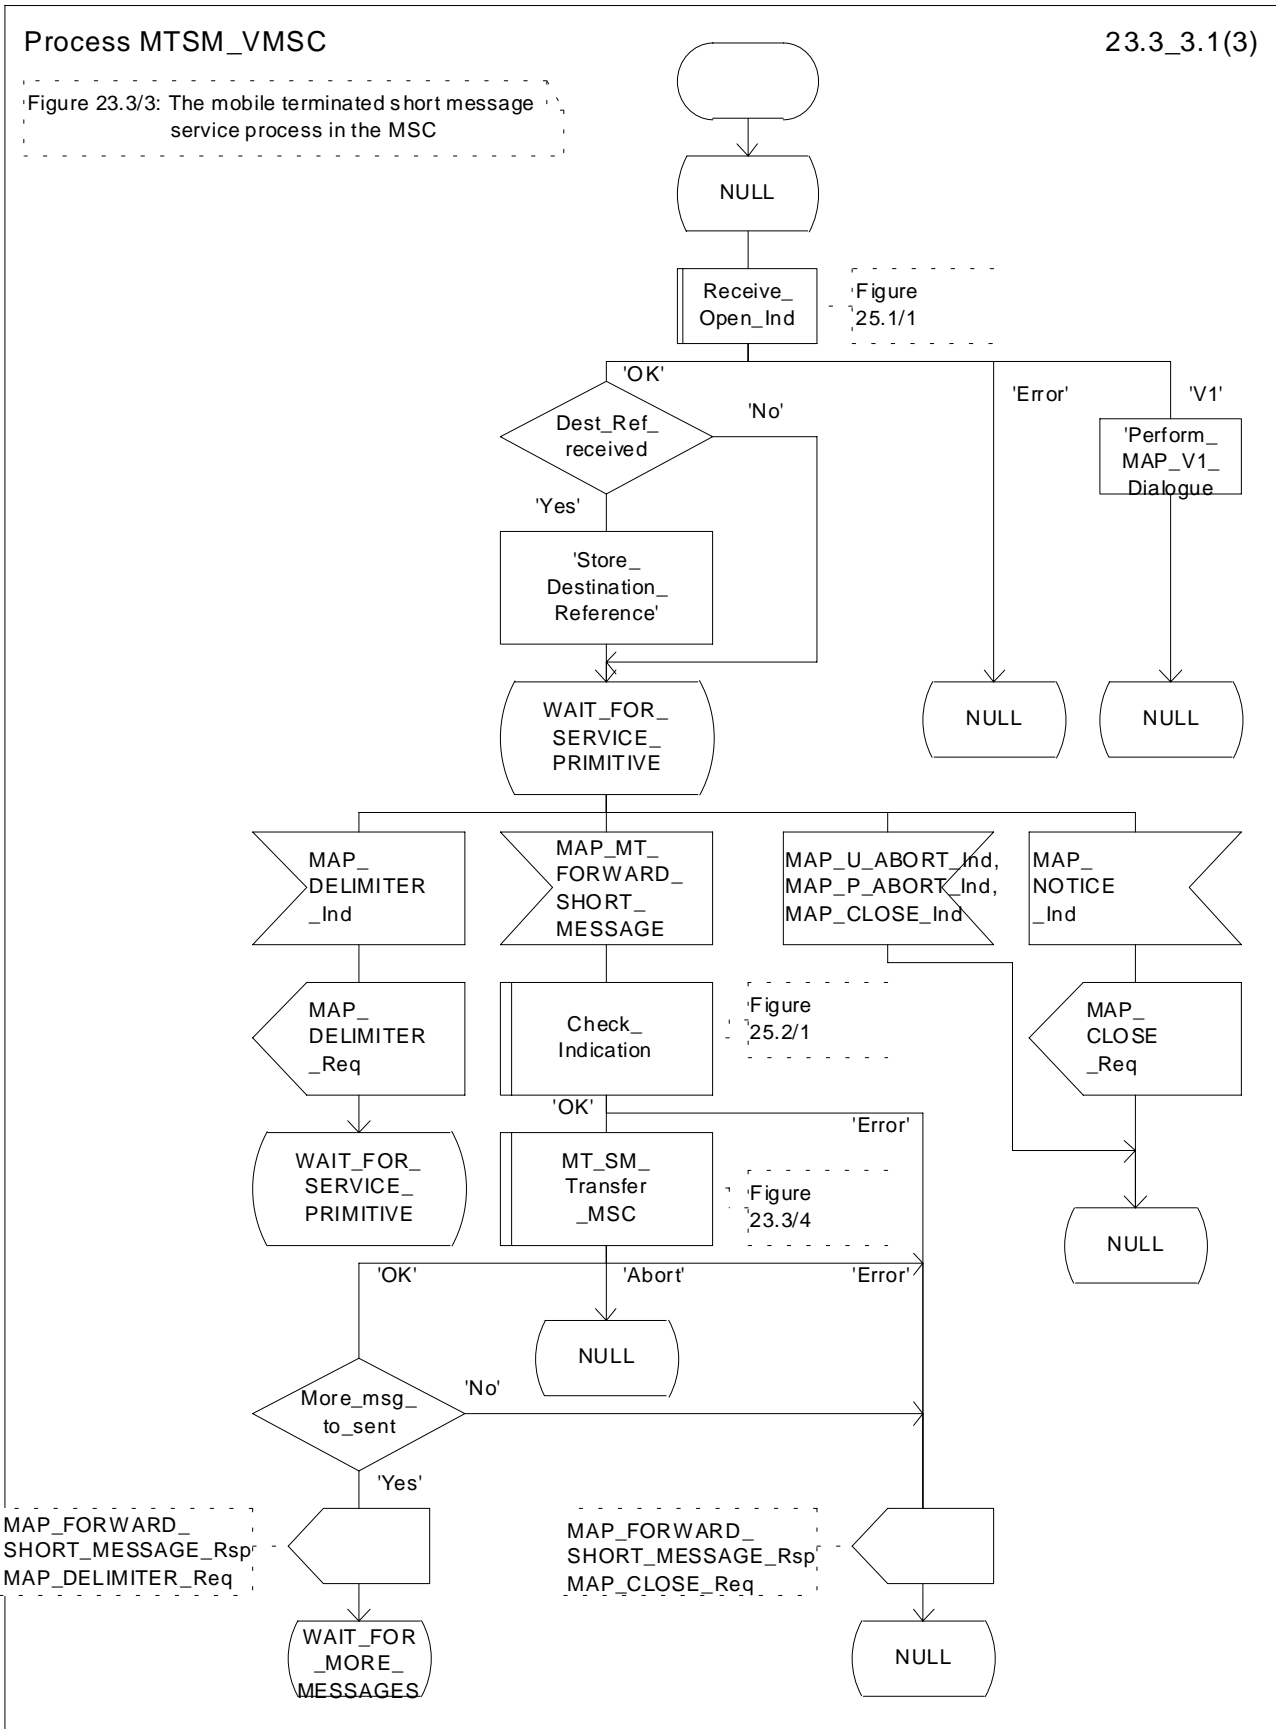 Process MTSM_VMSC
23.3_3.1(3)
Figure 23.3/3: The mobile terminated short message
service process in the MSC
NULL
Receive_
Open_Ind
Figure
25.1/1
'OK'
'No'
'Error'
'V1'
Dest_Ref_
received
'Perform_
MAP_V1_
Dialogue
'Yes'
'Store_
Destination_
Reference'
WAIT_FOR_
SERVICE_
PRIMITIVE
NULL
NULL
MAP_
DELIMITER
_Ind
MAP_MT_
FORWARD_
SHORT_
MESSAGE
MAP_U_ABORT_Ind,
MAP_P_ABORT_Ind,
MAP_CLOSE_Ind
MAP_
NOTICE
_Ind
MAP_
DELIMITER
_Req
Check_
Indication
Figure
25.2/1
MAP_
CLOSE
_Req
'OK'
'Error'
WAIT_FOR_
SERVICE_
PRIMITIVE
MT_SM_
Transfer
_MSC
Figure
23.3/4
NULL
'OK'
'Abort'
'Error'
NULL
More_msg_
to_sent
'No'
'Yes'
MAP_FORWARD_
SHORT_MESSAGE_Rsp
MAP_DELIMITER_Req
MAP_FORWARD_
SHORT_MESSAGE_Rsp
MAP_CLOSE_Req
WAIT_FOR
_MORE_
MESSAGES
NULL